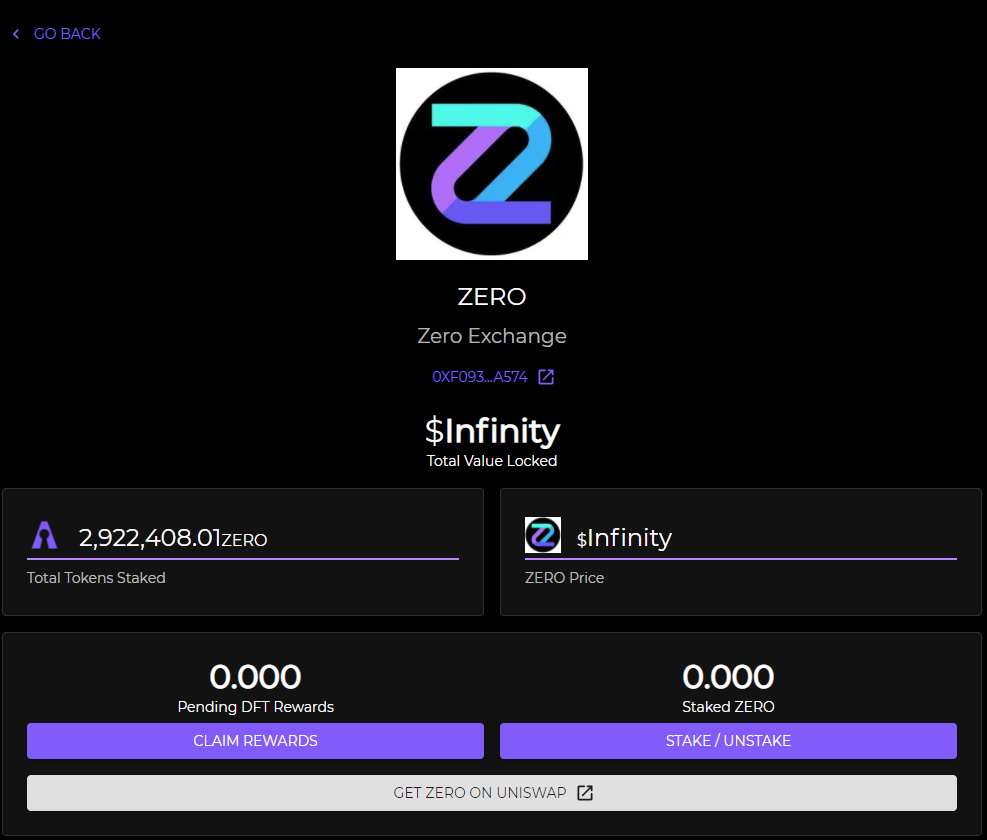 GO BACK
ZERO
Zero Exchange
0XF093...A574
$Infinity
Total Value Locked
2,922,408.01ZERO
Total Tokens Staked
$Infinity
ZERO Price
0.000
Pending DFT Rewards
CLAIM REWARDS
0.000
Staked ZERO
STAKE / UNSTAKE
GET ZERO ON UNISWAP